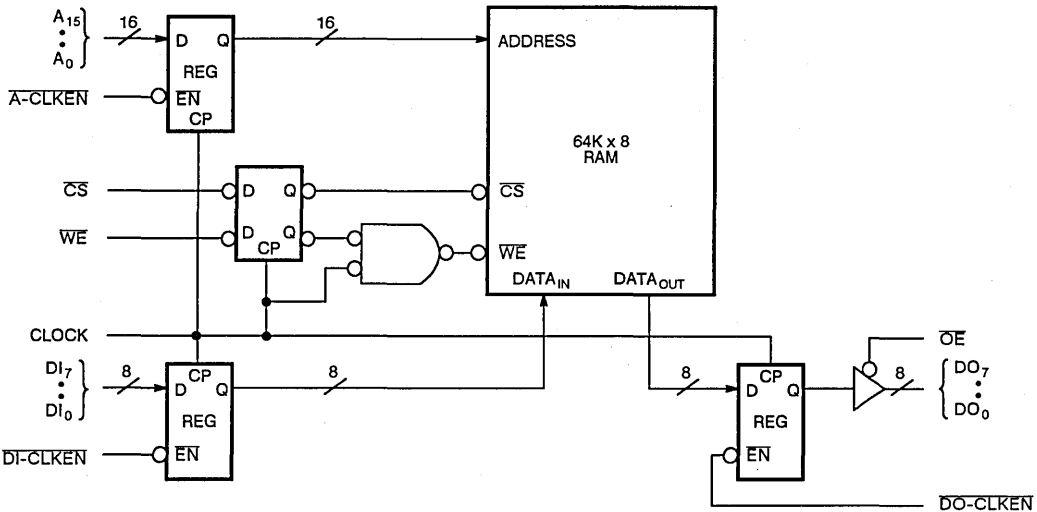 A15
A0
16
D Q
REG
EN
CP
16
ADDRESS
64K x 8
RAM
A-CLKEN
CS
D Q
CS
WE
D Q
CP
WE
DATAIN DATAOUT
CLOCK
OE
DI7
DI0
8
CP
D Q
REG
EN
8
8
CP
D Q
REG
EN
8
DO7
DO0
DI-CLKEN
DO-CLKEN